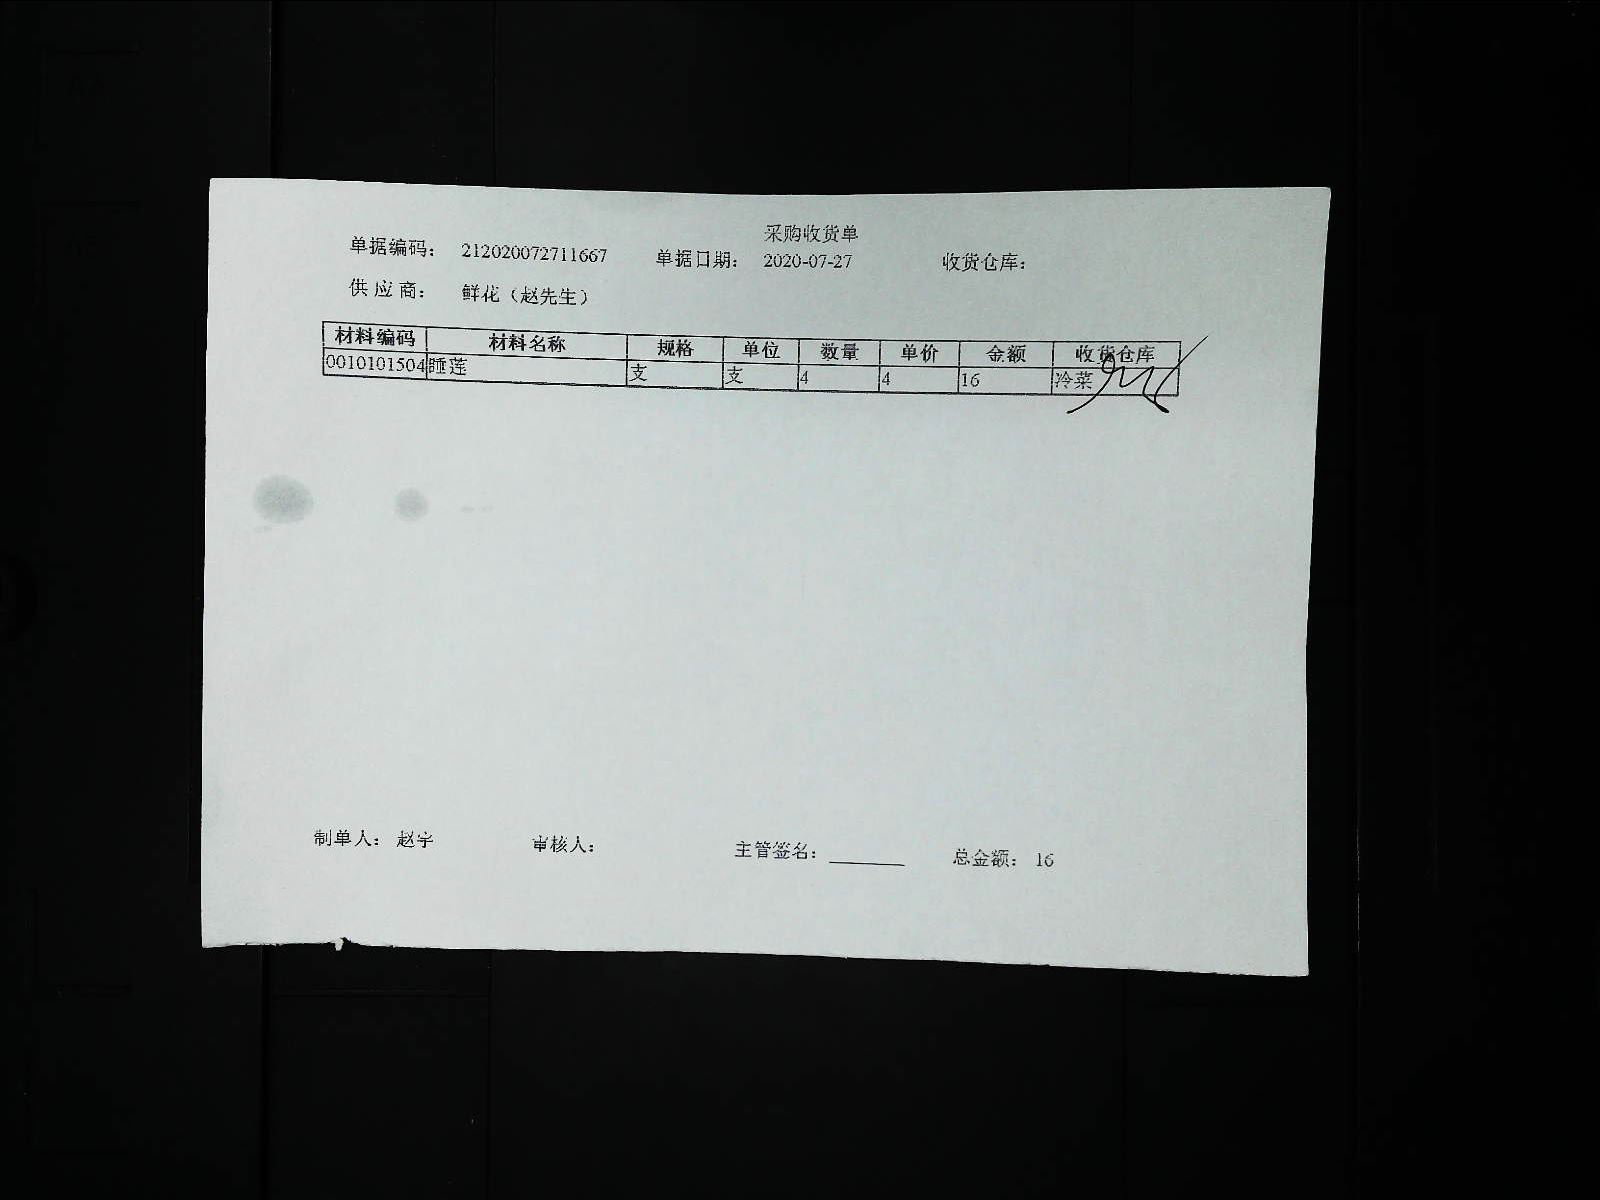 采购收货单
单据编码: 212020072711667 单据日期: 2020-07-27 收货仓库:
供应商: 鲜花（赵先生）
材料编码 材料名称 规格 单位 数量 单价 金额 收货仓库
0010101504 睡莲 支 支 4 4 16 冷菜
制单人: 赵宇 审核人: 主管签名: ______ 总金额: 16